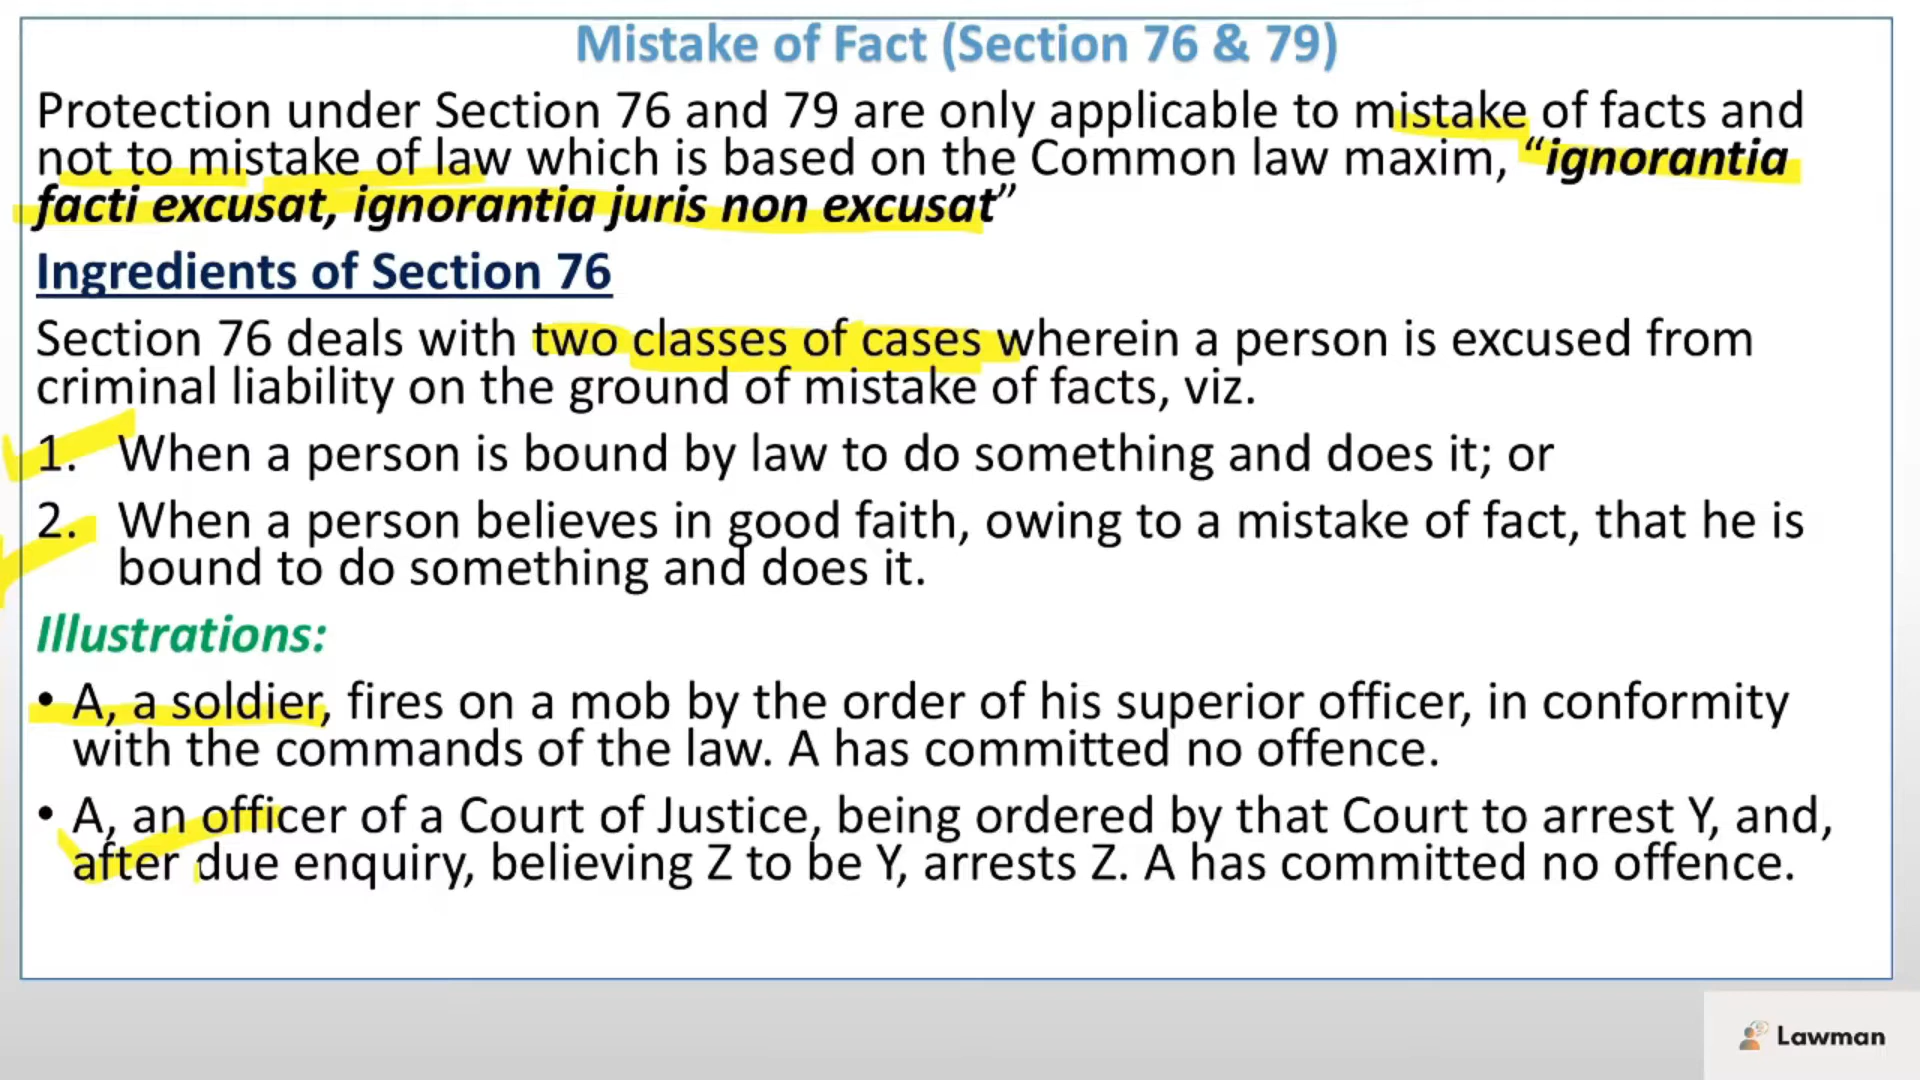 Mistake of Fact (Section 76 & 79)
Protection under Section 76 and 79 are only applicable to mistake of facts and
not to mistake of law which is based on the Common law maxim, “ignorantia
facti excusat, ignorantia juris non excusat”
Ingredients of Section 76
Section 76 deals with two classes of cases wherein a person is excused from
criminal liability on the ground of mistake of facts, viz.
1. When a person is bound by law to do something and does it; or
2. When a person believes in good faith, owing to a mistake of fact, that he is
bound to do something and does it.
Illustrations:
• A, a soldier, fires on a mob by the order of his superior officer, in conformity
with the commands of the law. A has committed no offence.
• A, an officer of a Court of Justice, being ordered by that Court to arrest Y, and,
after due enquiry, believing Z to be Y, arrests Z. A has committed no offence.
Lawman